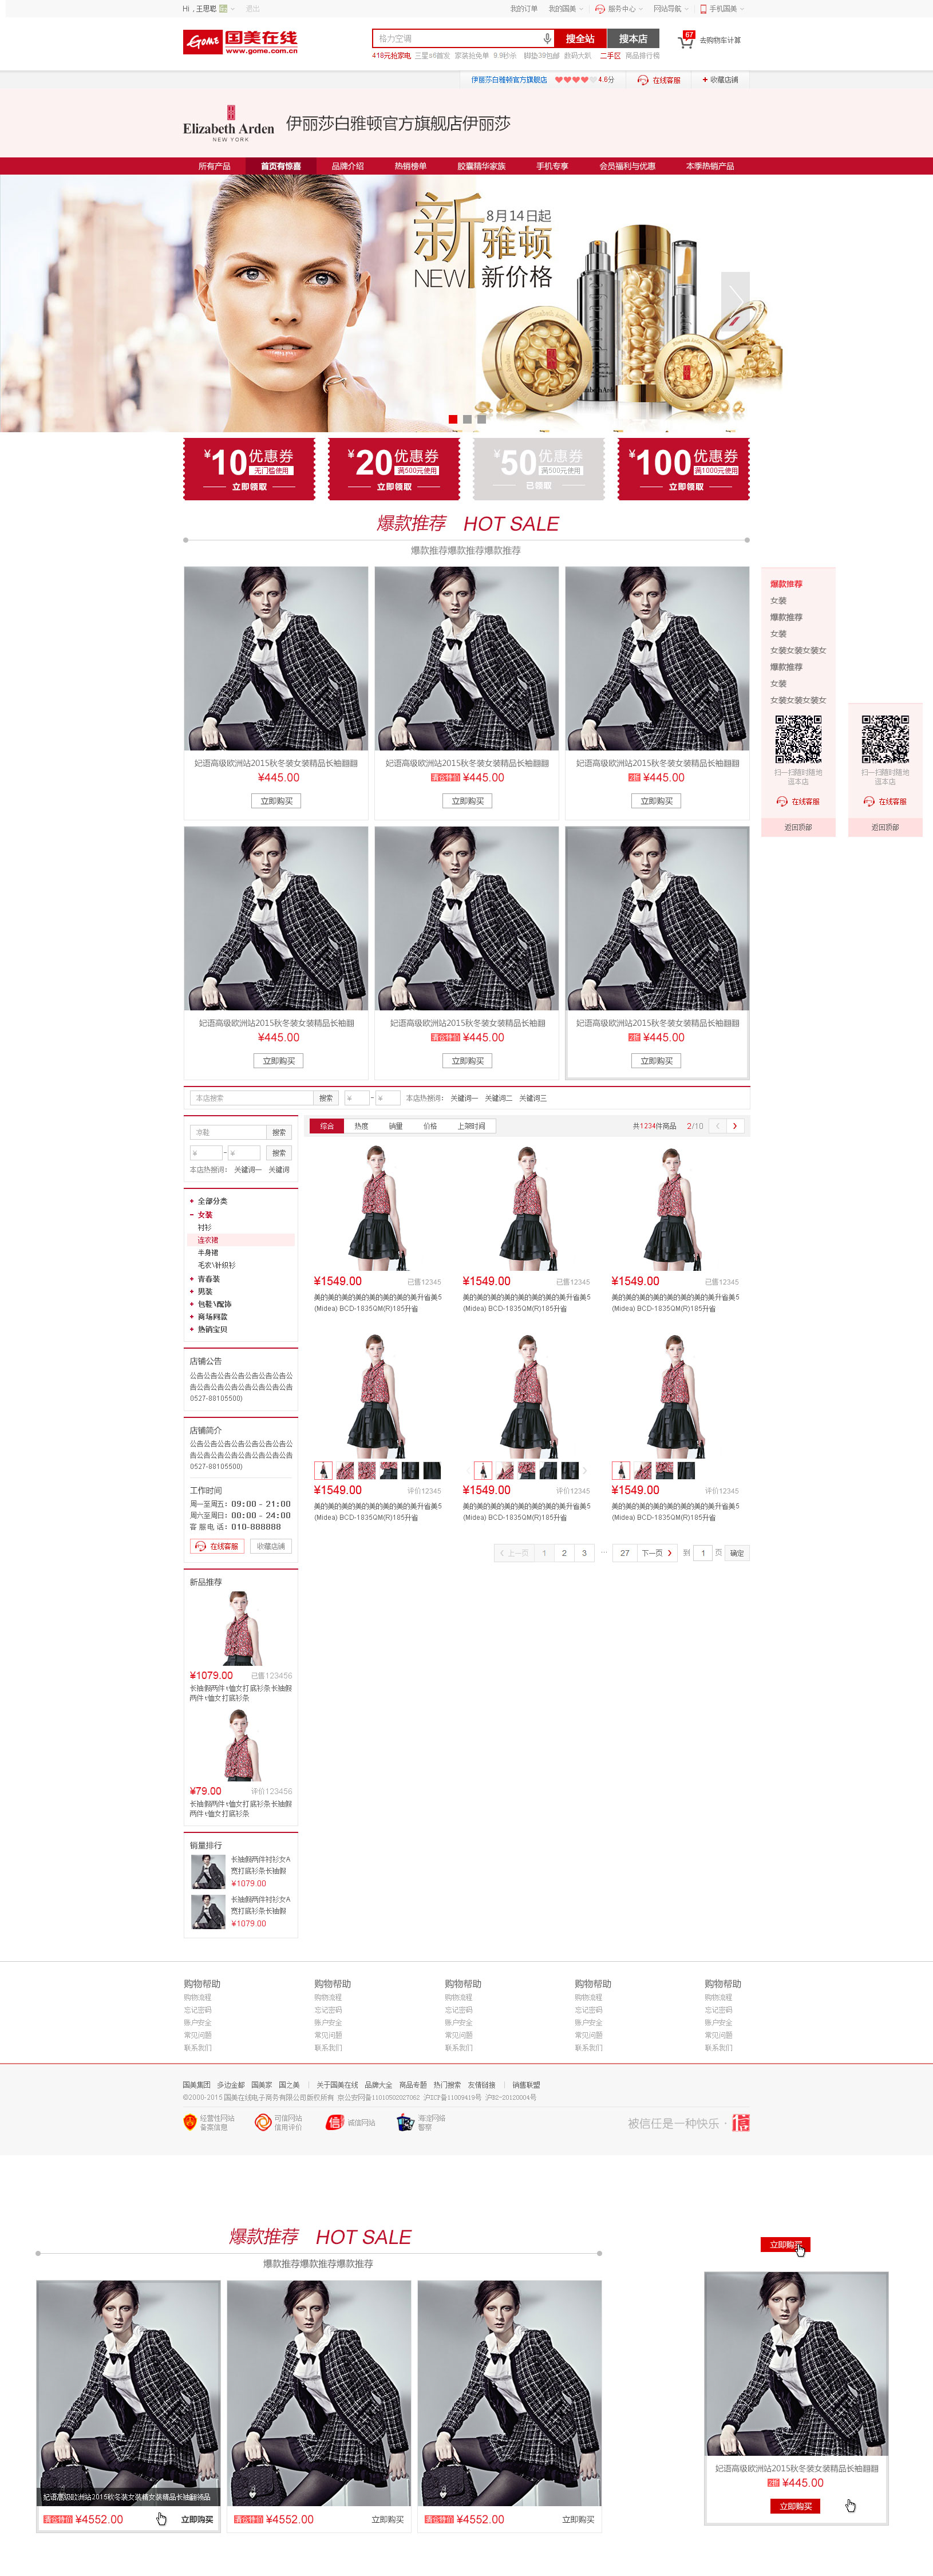 Hi，王思聪
退出
我的订单
我的国美
服务中心
网站导航
手机国美
GOME
国美在线
www.gome.com.cn
格力空调
搜全站
搜本店
67
去购物车计算
418元抢家电 三星s6首发 家装抢免单 9.9秒杀 脚垫39包邮 数码大趴 二手区 商品排行榜
伊丽莎白雅顿官方旗舰店
4.6分
在线客服
+ 收藏店铺
Elizabeth Arden
NEW YORK
伊丽莎白雅顿官方旗舰店伊丽莎
所有产品
首页有惊喜
品牌介绍
热销榜单
胶囊精华家族
手机专享
会员福利与优惠
本季热销产品
8月14日起
新雅顿
NEW 新价格
¥10优惠券
无门槛使用
立即领取
¥20优惠券
满500元使用
立即领取
¥50优惠券
满500元使用
已领取
¥100优惠券
满1000元使用
立即领取
爆款推荐 HOT SALE
爆款推荐爆款推荐爆款推荐
妃语高级欧洲站2015秋冬装女装精品长袖翻翻
¥445.00
立即购买
妃语高级欧洲站2015秋冬装女装精品长袖翻翻
¥445.00
立即购买
妃语高级欧洲站2015秋冬装女装精品长袖翻翻
¥445.00
立即购买
爆款推荐
女装
爆款推荐
女装
女装女装女装女
爆款推荐
女装
女装女装女装女
扫一扫随时随地
逛本店
在线客服
返回顶部
扫一扫随时随地
逛本店
在线客服
返回顶部
妃语高级欧洲站2015秋冬装女装精品长袖翻
¥445.00
立即购买
妃语高级欧洲站2015秋冬装女装精品长袖翻
¥445.00
立即购买
妃语高级欧洲站2015秋冬装女装精品长袖翻翻
¥445.00
立即购买
本店搜索
搜索
¥
-
¥
本店热搜词：
关键词一
关键词二
关键词三
凉鞋
搜索
¥
-
¥
搜索
本店热搜词： 关键词一 关键词
+ 全部分类
- 女装
衬衫
连衣裙
半身裙
毛衣\针织衫
+ 青春装
+ 男装
+ 包鞋\配饰
+ 商场同款
+ 热销宝贝
店铺公告
公告公告公告公告公告公告公告公
告公告公告公告公告公告公告公告
0527-88105500)
店铺简介
公告公告公告公告公告公告公告公
告公告公告公告公告公告公告公告
0527-88105500)
工作时间
周一至周五：09:00 - 21:00
周六至周日：00:00 - 24:00
客 服 电 话：010-888888
在线客服
收藏店铺
新品推荐
¥1079.00
已售123456
长袖假两件t恤女打底衫条长袖假
两件t恤女打底衫条
¥79.00
评价123456
长袖假两件t恤女打底衫条长袖假
两件t恤女打底衫条
销量排行
长袖假两件衬衫女A
宽打底衫条长袖假
¥1079.00
长袖假两件衬衫女A
宽打底衫条长袖假
¥1079.00
综合
热度
销量
价格
上架时间
共1234件商品
2/10
¥1549.00
已售12345
美的美的美的美的美的美的美的美升省美5
(Midea) BCD-1835QM(R)185升省
¥1549.00
已售12345
美的美的美的美的美的美的美的美升省美5
(Midea) BCD-1835QM(R)185升省
¥1549.00
已售12345
美的美的美的美的美的美的美的美升省美5
(Midea) BCD-1835QM(R)185升省
¥1549.00
评价12345
美的美的美的美的美的美的美的美升省美5
(Midea) BCD-1835QM(R)185升省
¥1549.00
评价12345
美的美的美的美的美的美的美的美升省美5
(Midea) BCD-1835QM(R)185升省
¥1549.00
评价12345
美的美的美的美的美的美的美的美升省美5
(Midea) BCD-1835QM(R)185升省
上一页
1
2
3
...
27
下一页
到
1
页
确定
购物帮助
购物流程
忘记密码
账户安全
常见问题
联系我们
购物帮助
购物流程
忘记密码
账户安全
常见问题
联系我们
购物帮助
购物流程
忘记密码
账户安全
常见问题
联系我们
购物帮助
购物流程
忘记密码
账户安全
常见问题
联系我们
购物帮助
购物流程
忘记密码
账户安全
常见问题
联系我们
国美集团 多边金都 国美家 国之美 | 关于国美在线 品牌大全 商品专题 热门搜索 友情链接 | 销售联盟
©2000-2015 国美在线电子商务有限公司版权所有 京公安网备11010502027062 沪ICP备11009419号 沪B2-20120004号
经营性网站
备案信息
可信网站
信用评价
诚信网站
海淀网络
警察
被信任是一种快乐 · 信
爆款推荐 HOT SALE
爆款推荐爆款推荐爆款推荐
妃语高级欧洲站2015秋冬装女装精女装精品长袖翻领品
¥4552.00
立即购买
¥4552.00
立即购买
¥4552.00
立即购买
立即购买
妃语高级欧洲站2015秋冬装女装精品长袖翻翻
¥445.00
立即购买